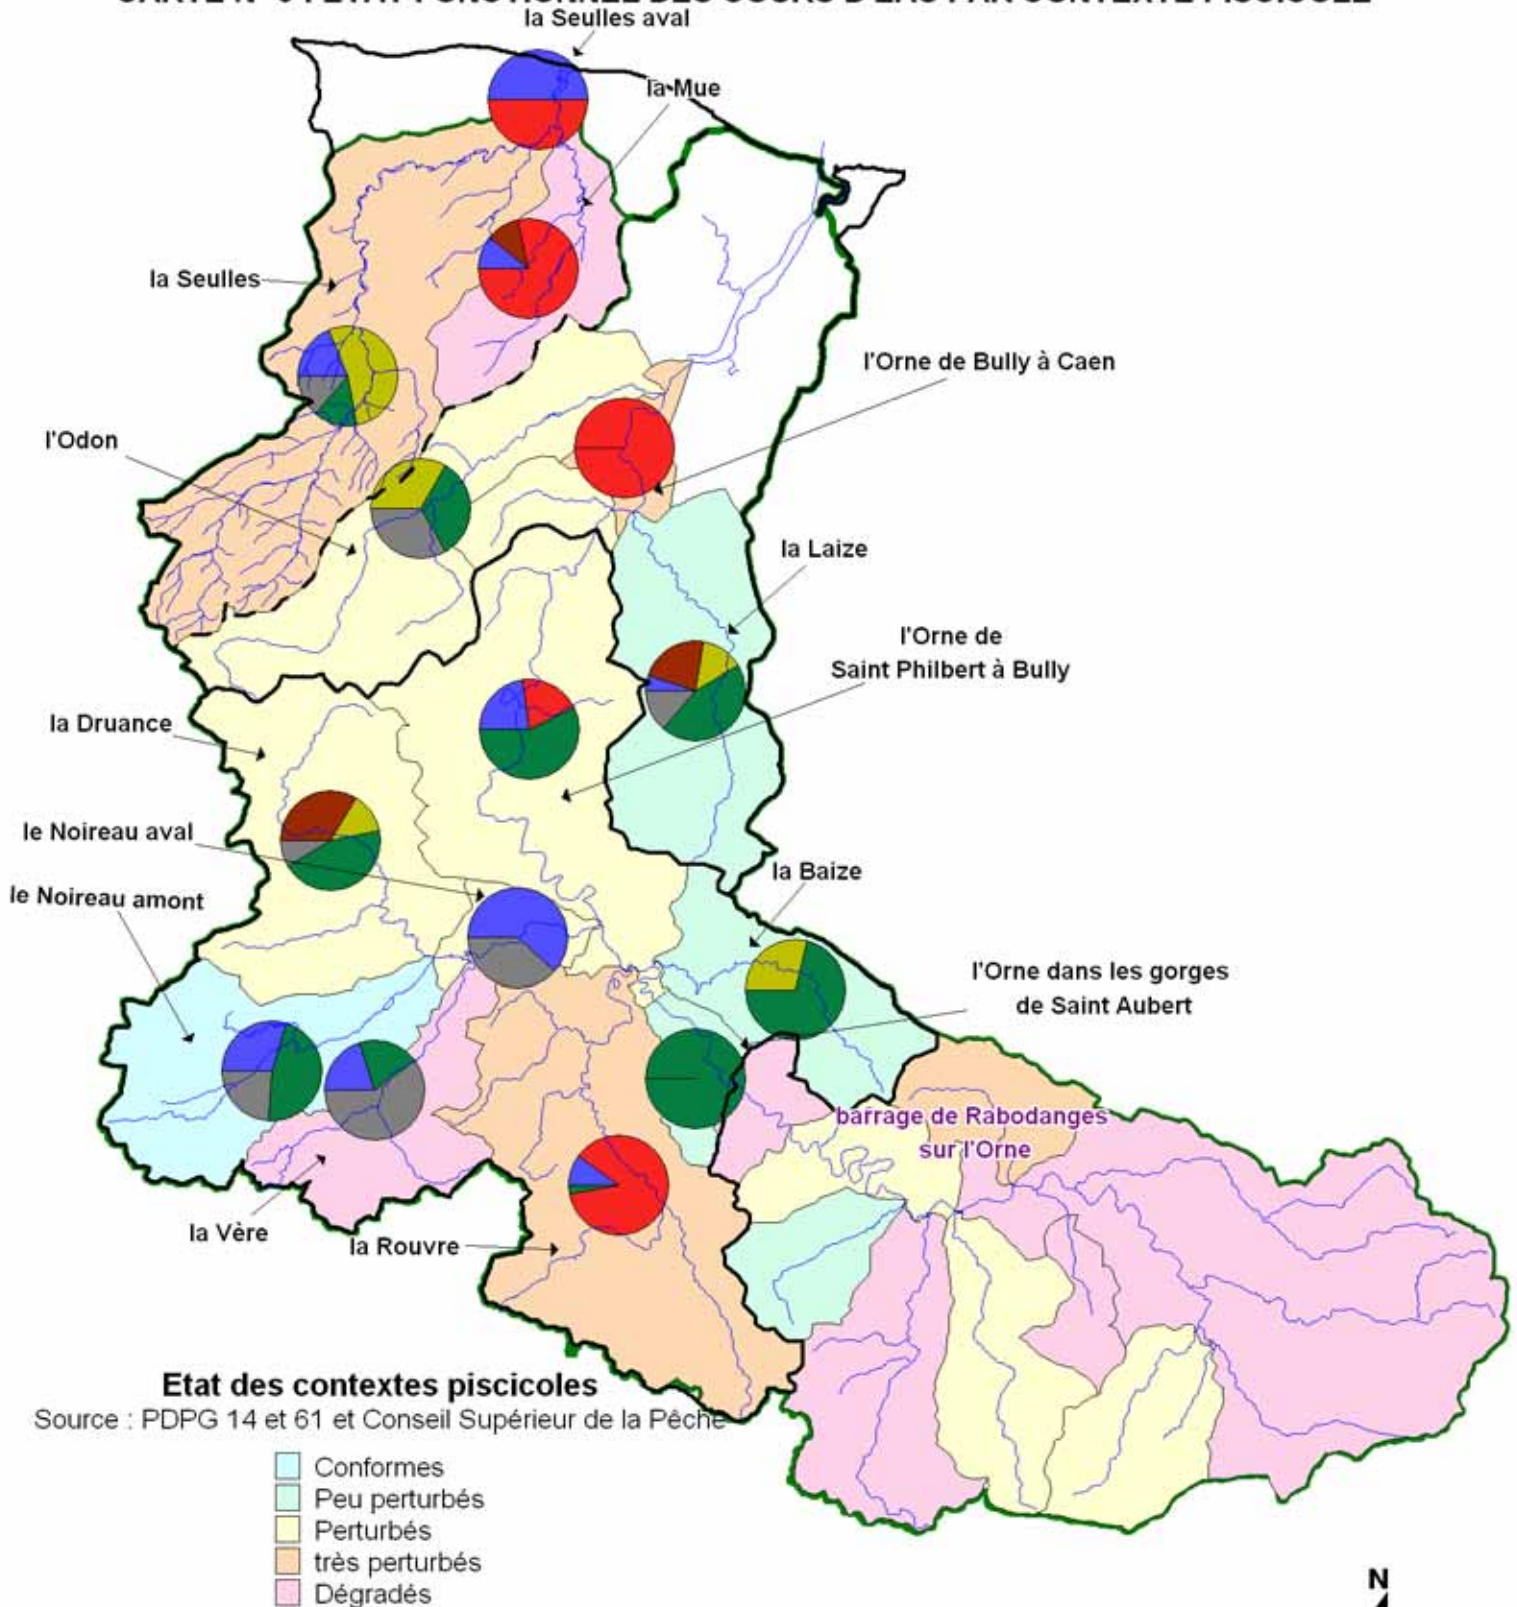 la Seulles aval
la Mue
la Seulles
l'Orne de Bully à Caen
l'Odon
la Laize
l'Orne de
Saint Philbert à Bully
la Druance
le Noireau aval
la Baize
le Noireau amont
l'Orne dans les gorges
de Saint Aubert
barrage de Rabodanges
sur l'Orne
la Vère
la Rouvre
Etat des contextes piscicoles
Source : PDPG 14 et 61 et Conseil Supérieur de la Pêche
Conformes
Peu perturbés
Perturbés
très perturbés
Dégradés
N